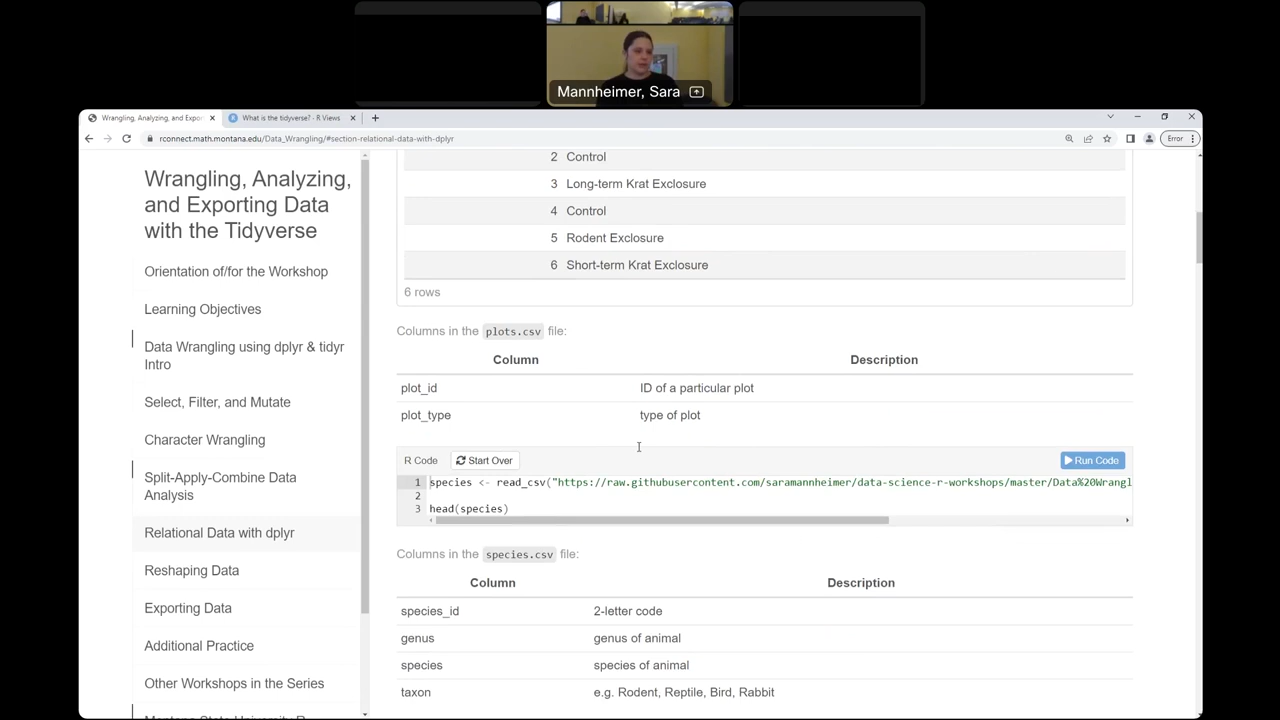 Mannheimer, Sara
Wrangling, Analyzing, and Expor
What is the tidyverse? · R Views
rconnect.math.montana.edu/Data_Wrangling/#section-relational-data-with-dplyr
Error
Wrangling, Analyzing,
and Exporting Data
with the Tidyverse
Orientation of/for the Workshop
Learning Objectives
Data Wrangling using dplyr & tidyr
Intro
Select, Filter, and Mutate
Character Wrangling
Split-Apply-Combine Data
Analysis
Relational Data with dplyr
Reshaping Data
Exporting Data
Additional Practice
Other Workshops in the Series
Montana State University R
2 Control
3 Long-term Krat Exclosure
4 Control
5 Rodent Exclosure
6 Short-term Krat Exclosure
6 rows
Columns in the plots.csv file:
Column Description
plot_id ID of a particular plot
plot_type type of plot
R Code Start Over Run Code
1 species <- read_csv("https://raw.githubusercontent.com/saramannheimer/data-science-r-workshops/master/Data%20Wrangl
2
3 head(species)
Columns in the species.csv file:
Column Description
species_id 2-letter code
genus genus of animal
species species of animal
taxon e.g. Rodent, Reptile, Bird, Rabbit